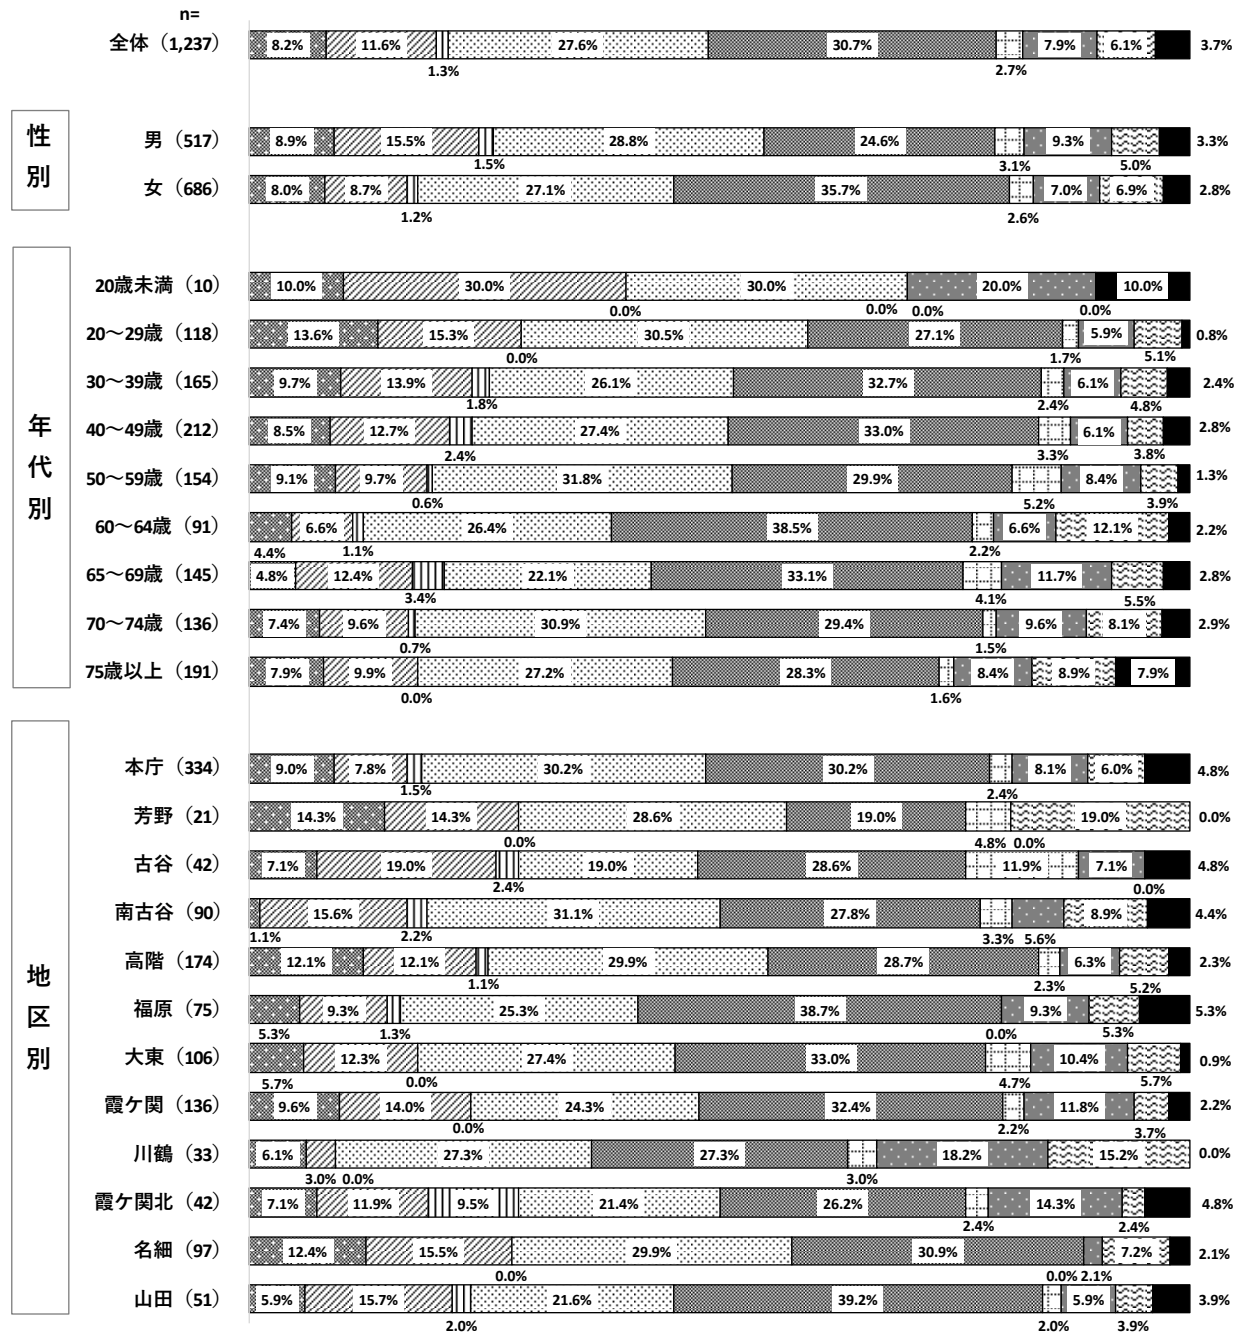 n=
全体（1,237） 8.2% 11.6% 27.6% 30.7% 7.9% 6.1% 3.7%
1.3% 2.7%
性別
男（517） 8.9% 15.5% 28.8% 24.6% 9.3% 3.3%
1.5% 3.1% 5.0%
女（686） 8.0% 8.7% 27.1% 35.7% 7.0% 6.9% 2.8%
1.2% 2.6%
年代別
20歳未満（10） 10.0% 30.0% 30.0% 20.0% 10.0%
0.0% 0.0% 0.0% 0.0%
20～29歳（118） 13.6% 15.3% 30.5% 27.1% 5.9% 0.8%
0.0% 1.7% 5.1%
30～39歳（165） 9.7% 13.9% 26.1% 32.7% 6.1% 2.4%
1.8% 2.4% 4.8%
40～49歳（212） 8.5% 12.7% 27.4% 33.0% 6.1% 2.8%
2.4% 3.3% 3.8%
50～59歳（154） 9.1% 9.7% 31.8% 29.9% 8.4% 1.3%
0.6% 5.2% 3.9%
60～64歳（91） 6.6% 26.4% 38.5% 6.6% 12.1% 2.2%
4.4% 1.1% 2.2%
65～69歳（145） 4.8% 12.4% 22.1% 33.1% 11.7% 2.8%
3.4% 4.1% 5.5%
70～74歳（136） 7.4% 9.6% 30.9% 29.4% 9.6% 8.1% 2.9%
0.7% 1.5%
75歳以上（191） 7.9% 9.9% 27.2% 28.3% 8.4% 8.9% 7.9%
0.0% 1.6%
地区別
本庁（334） 9.0% 7.8% 30.2% 30.2% 8.1% 6.0% 4.8%
1.5% 2.4%
芳野（21） 14.3% 14.3% 28.6% 19.0% 19.0% 0.0%
0.0% 4.8% 0.0%
古谷（42） 7.1% 19.0% 19.0% 28.6% 11.9% 7.1% 4.8%
2.4% 0.0%
南古谷（90） 15.6% 31.1% 27.8% 8.9% 4.4%
1.1% 2.2% 3.3% 5.6%
高階（174） 12.1% 12.1% 29.9% 28.7% 6.3% 2.3%
1.1% 2.3% 5.2%
福原（75） 9.3% 25.3% 38.7% 9.3% 5.3%
5.3% 1.3% 0.0% 5.3%
大東（106） 12.3% 27.4% 33.0% 10.4% 0.9%
5.7% 0.0% 4.7% 5.7%
霞ケ関（136） 9.6% 14.0% 24.3% 32.4% 11.8% 2.2%
0.0% 2.2% 3.7%
川鶴（33） 6.1% 27.3% 27.3% 18.2% 15.2% 0.0%
3.0% 0.0% 3.0%
霞ケ関北（42） 7.1% 11.9% 9.5% 21.4% 26.2% 14.3% 4.8%
2.4% 2.4%
名細（97） 12.4% 15.5% 29.9% 30.9% 7.2% 2.1%
0.0% 0.0% 2.1%
山田（51） 5.9% 15.7% 21.6% 39.2% 5.9% 3.9%
2.0% 2.0% 3.9%